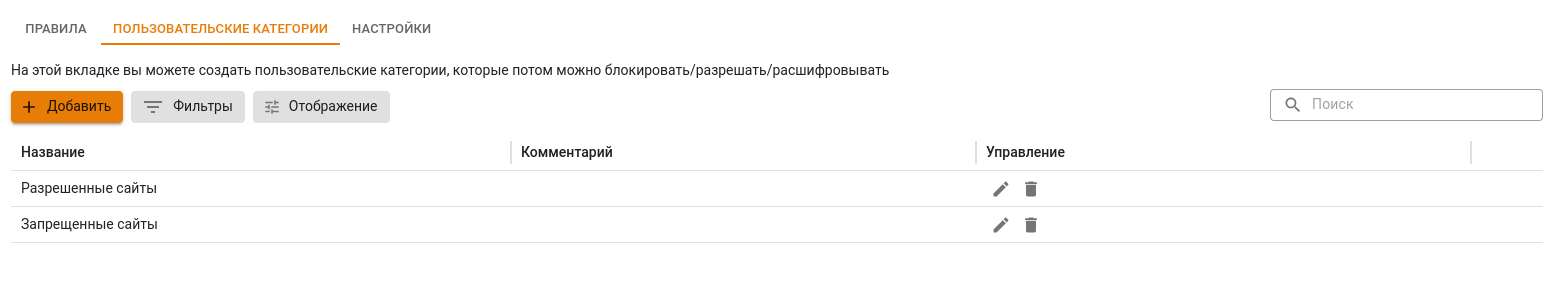 ПРАВИЛА ПОЛЬЗОВАТЕЛЬСКИЕ КАТЕГОРИИ НАСТРОЙКИ
На этой вкладке вы можете создать пользовательские категории, которые потом можно блокировать/разрешать/расшифровывать
Добавить Фильтры Отображение Поиск
Название Комментарий Управление
Разрешенные сайты
Запрещенные сайты